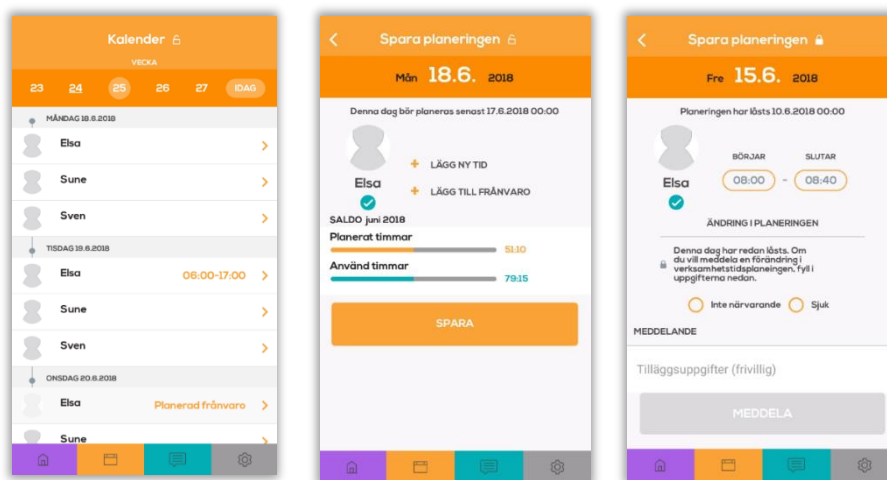 Kalender
VECKA
23 24 25 26 27 IDAG
MÅNDAG 18.6.2018
Elsa
Sune
Sven
TISDAG 19.6.2018
Elsa 06:00-17:00
Sune
Sven
ONSDAG 20.6.2018
Elsa Planerad frånvaro
Sune
Spara planeringen
Mån 18.6. 2018
Denna dag bör planeras senast 17.6.2018 00:00
+ LÄGG NY TID
+ LÄGG TILL FRÅNVARO
Elsa
SALDO juni 2018
Planerat timmar
51:10
Använd timmar
79:15
SPARA
Spara planeringen
Fre 15.6. 2018
Planeringen har låsts 10.6.2018 00:00
BÖRJAR SLUTAR
08:00 - 08:40
Elsa
ÄNDRING I PLANERINGEN
Denna dag har redan låsts. Om
du vill meddela en förändring i
verksamhetstidsplaneingen, fyll i
uppgifterna nedan.
Inte närvarande Sjuk
MEDDELANDE
Tilläggsuppgifter (frivillig)
MEDDELA